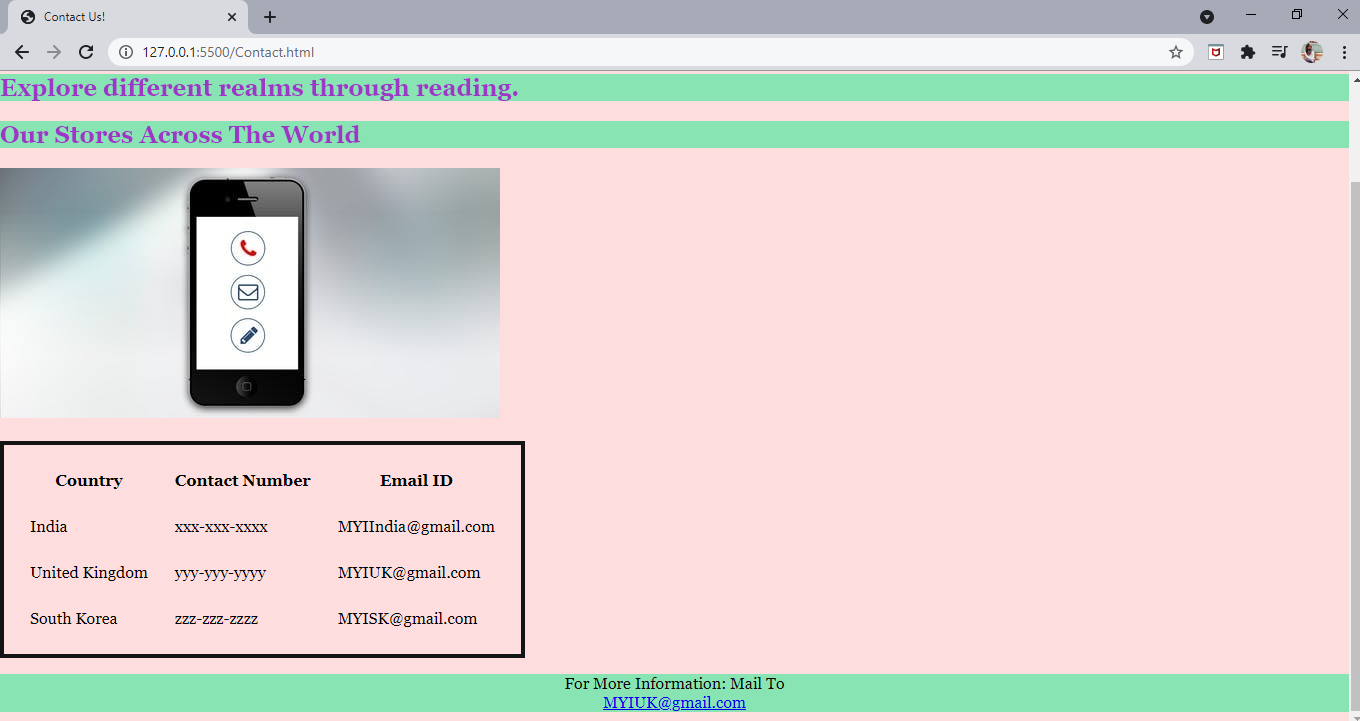 Contact Us!
127.0.0.1:5500/Contact.html
Explore different realms through reading.
Our Stores Across The World
Country Contact Number Email ID
India xxx-xxx-xxxx MYIIndia@gmail.com
United Kingdom yyy-yyy-yyyy MYIUK@gmail.com
South Korea zzz-zzz-zzzz MYISK@gmail.com
For More Information: Mail To
MYIUK@gmail.com